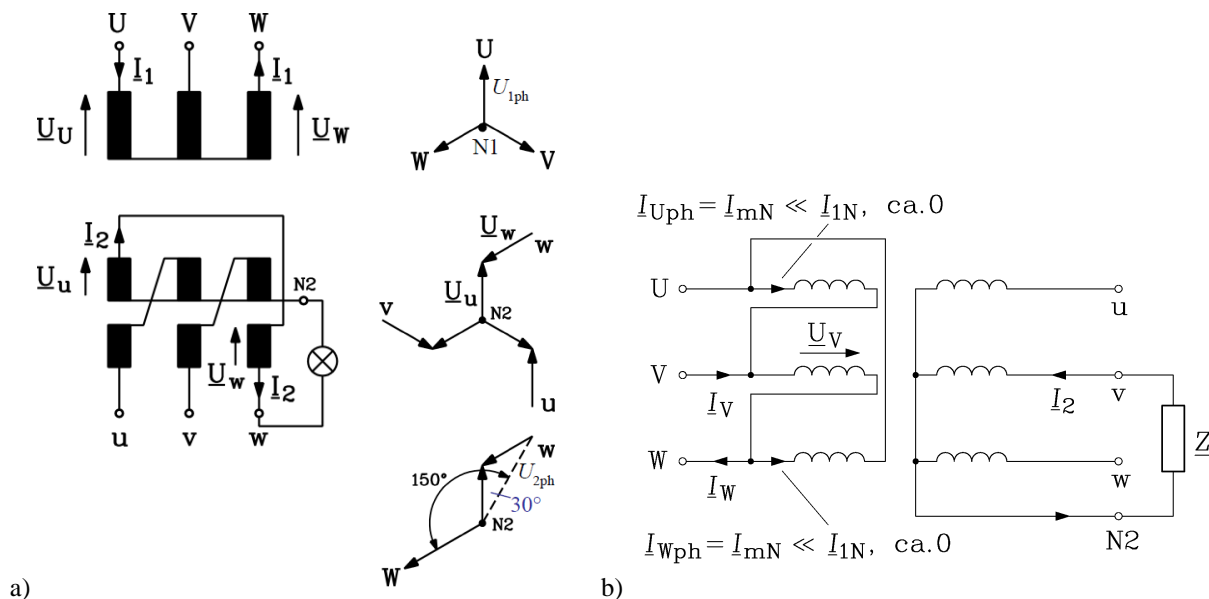 U V W
I1 I1
UU UW
U
U1ph
W N1 V
I2
Uu
N2
Uw
I2
u v w
Uw w
Uu
v N2
u
w
150° U2ph
30°
N2
W
a)
IUph = ImN ≪ I1N, ca.0
U u
UV
V v
IV I2
Z
W w
IW
N2
IWph = ImN ≪ I1N, ca.0
b)